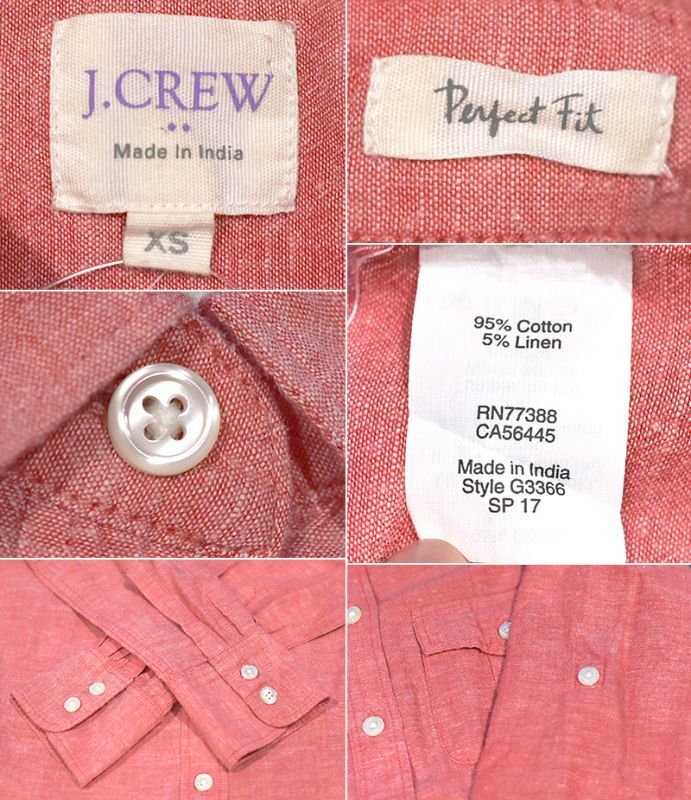 J.CREW
Made In India
XS
Perfect Fit
95% Cotton
5% Linen
RN77388
CA56445
Made in India
Style G3366
SP 17